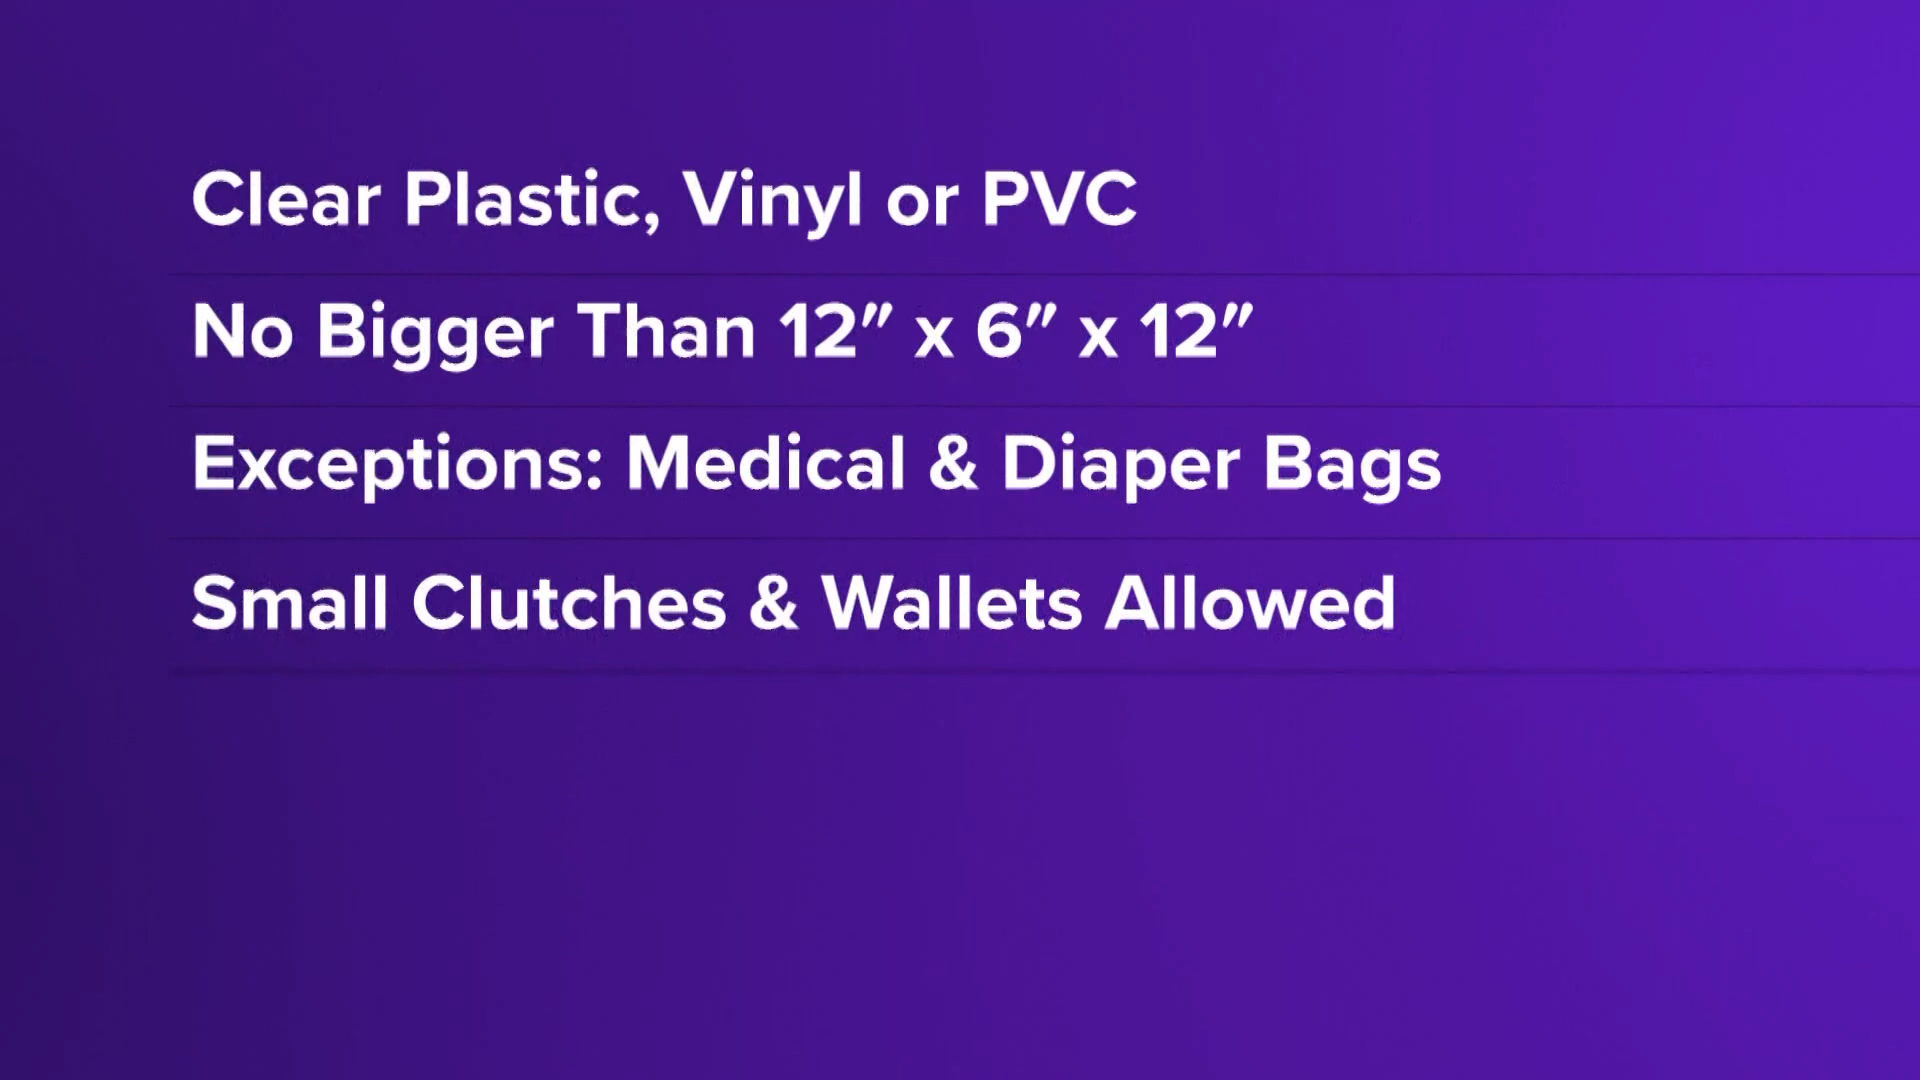 Clear Plastic, Vinyl or PVC
No Bigger Than 12″ x 6″ x 12″
Exceptions: Medical & Diaper Bags
Small Clutches & Wallets Allowed